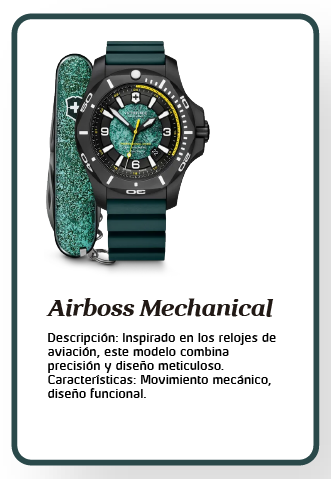 Airboss Mechanical
Descripción: Inspirado en los relojes de
aviación, este modelo combina
precisión y diseño meticuloso.
Características: Movimiento mecánico,
diseño funcional.